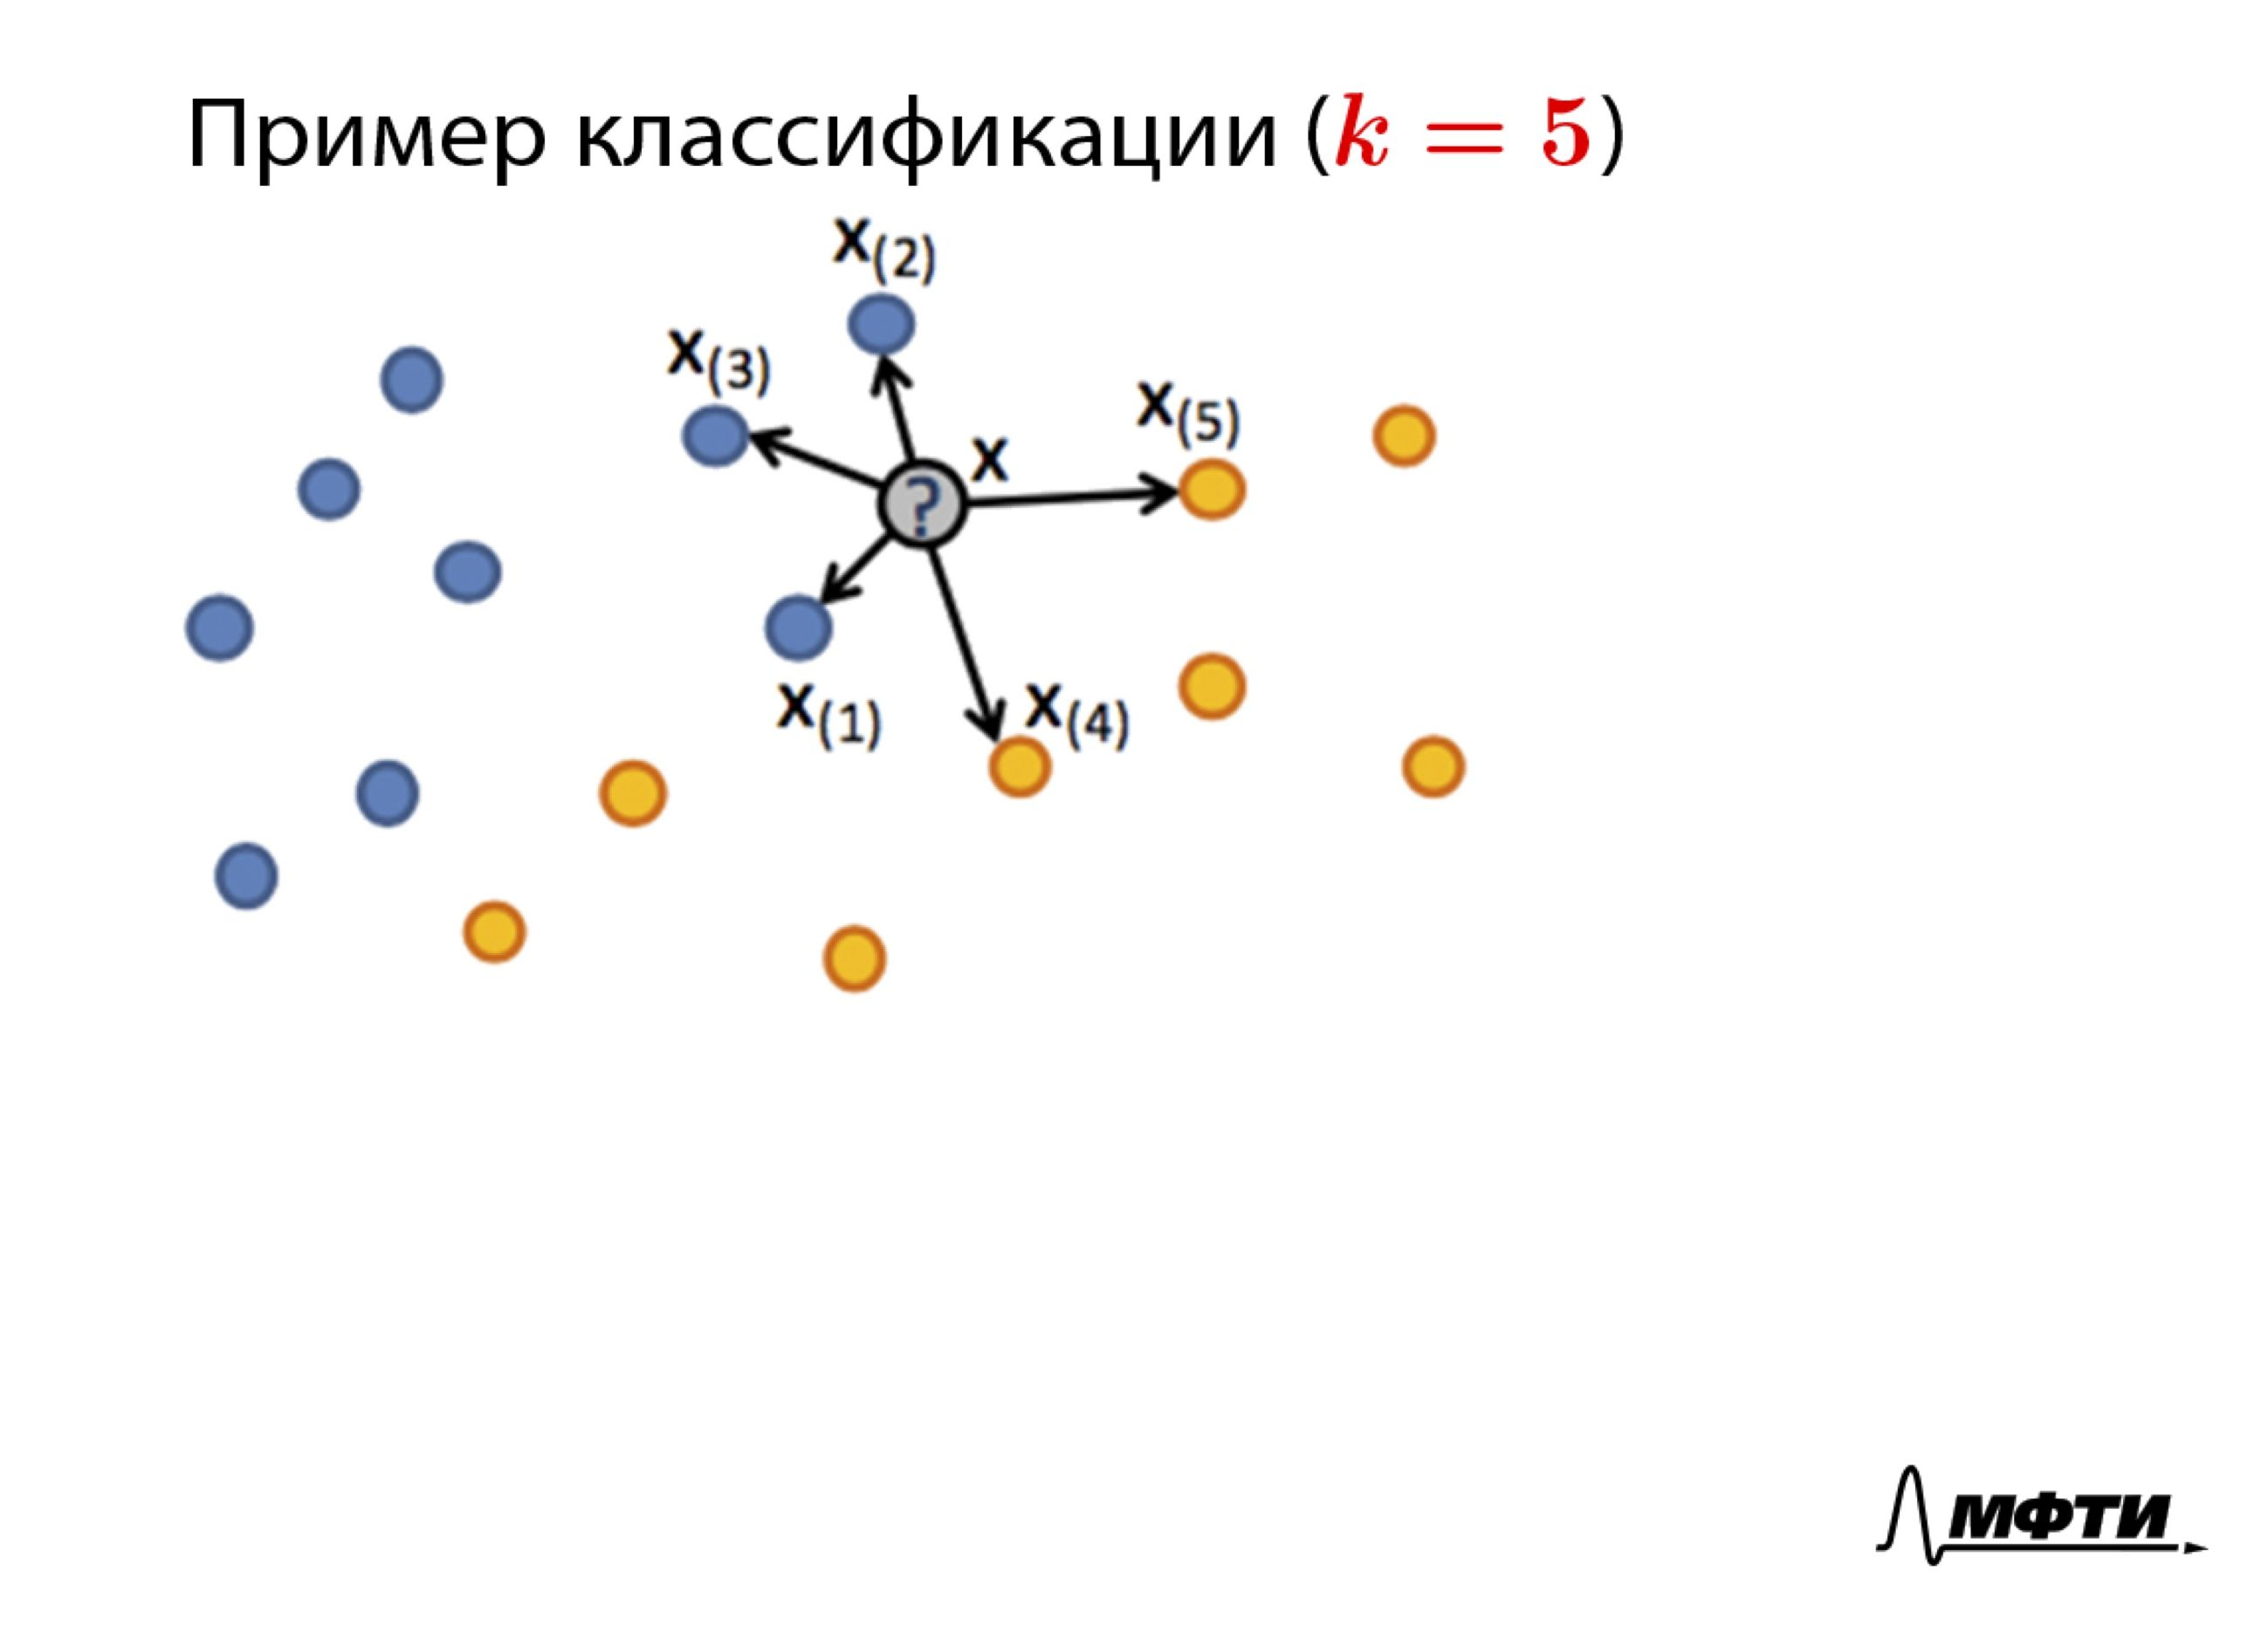 Пример классификации (k = 5)
x(2)
x(3)
x(5)
x
?
x(1)
x(4)
МФТИ